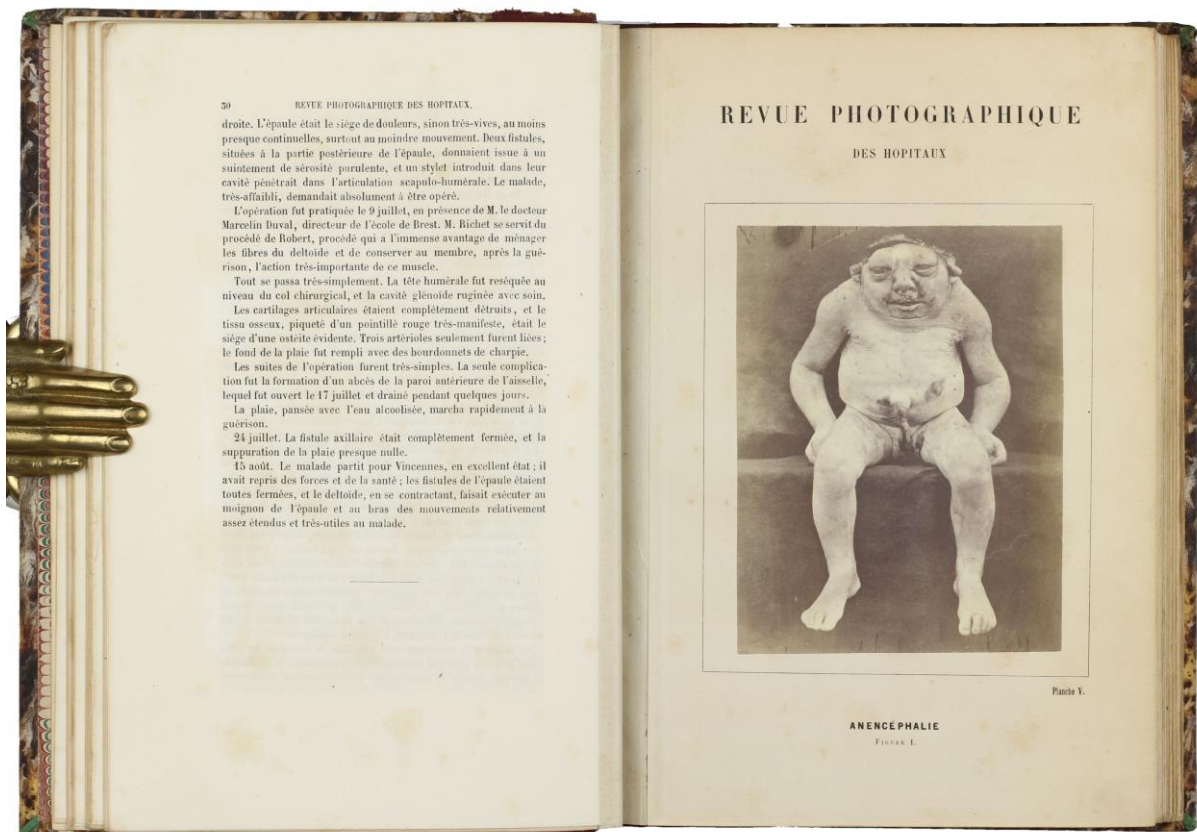 30 REVUE PHOTOGRAPHIQUE DES HOPITAUX.
droite. L'épaule était le siége de douleurs, sinon très-vives, au moins
presque continuelles, surtout au moindre mouvement. Deux fistules,
situées à la partie postérieure de l'épaule, donnaient issue à un
suintement de sérosité purulente, et un stylet introduit dans leur
cavité pénétrait dans l'articulation scapulo-humérale. Le malade,
très-affaibli, demandait absolument à être opéré.
L'opération fut pratiquée le 9 juillet, en présence de M. le docteur
Marcelin Duval, directeur de l'école de Brest. M. Richet se servit du
procédé de Robert, procédé qui a l'immense avantage de ménager
les fibres du deltoïde et de conserver au membre, après la gué-
rison, l'action très-importante de ce muscle.
Tout se passa très-simplement. La tête humérale fut reséquée au
niveau du col chirurgical, et la cavité glénoïde ruginée avec soin.
Les cartilages articulaires étaient complétement détruits, et le
tissu osseux, piqueté d'un pointillé rouge très-manifeste, était le
siége d'une ostéite évidente. Trois artérioles seulement furent liées;
le fond de la plaie fut rempli avec des bourdonnets de charpie.
Les suites de l'opération furent très-simples. La seule complica-
tion fut la formation d'un abcès de la paroi antérieure de l'aisselle,
lequel fut ouvert le 17 juillet et drainé pendant quelques jours.
La plaie, pansée avec l'eau alcoolisée, marcha rapidement à la
guérison.
24 juillet. La fistule axillaire était complétement fermée, et la
suppuration de la plaie presque nulle.
15 août. Le malade partit pour Vincennes, en excellent état; il
avait repris des forces et de la santé; les fistules de l'épaule étaient
toutes fermées, et le deltoïde, en se contractant, faisait exécuter au
moignon de l'épaule et au bras des mouvements relativement
assez étendus et très-utiles au malade.
REVUE PHOTOGRAPHIQUE
DES HOPITAUX
Planche V.
ANENCÉPHALIE
FIGURE I.